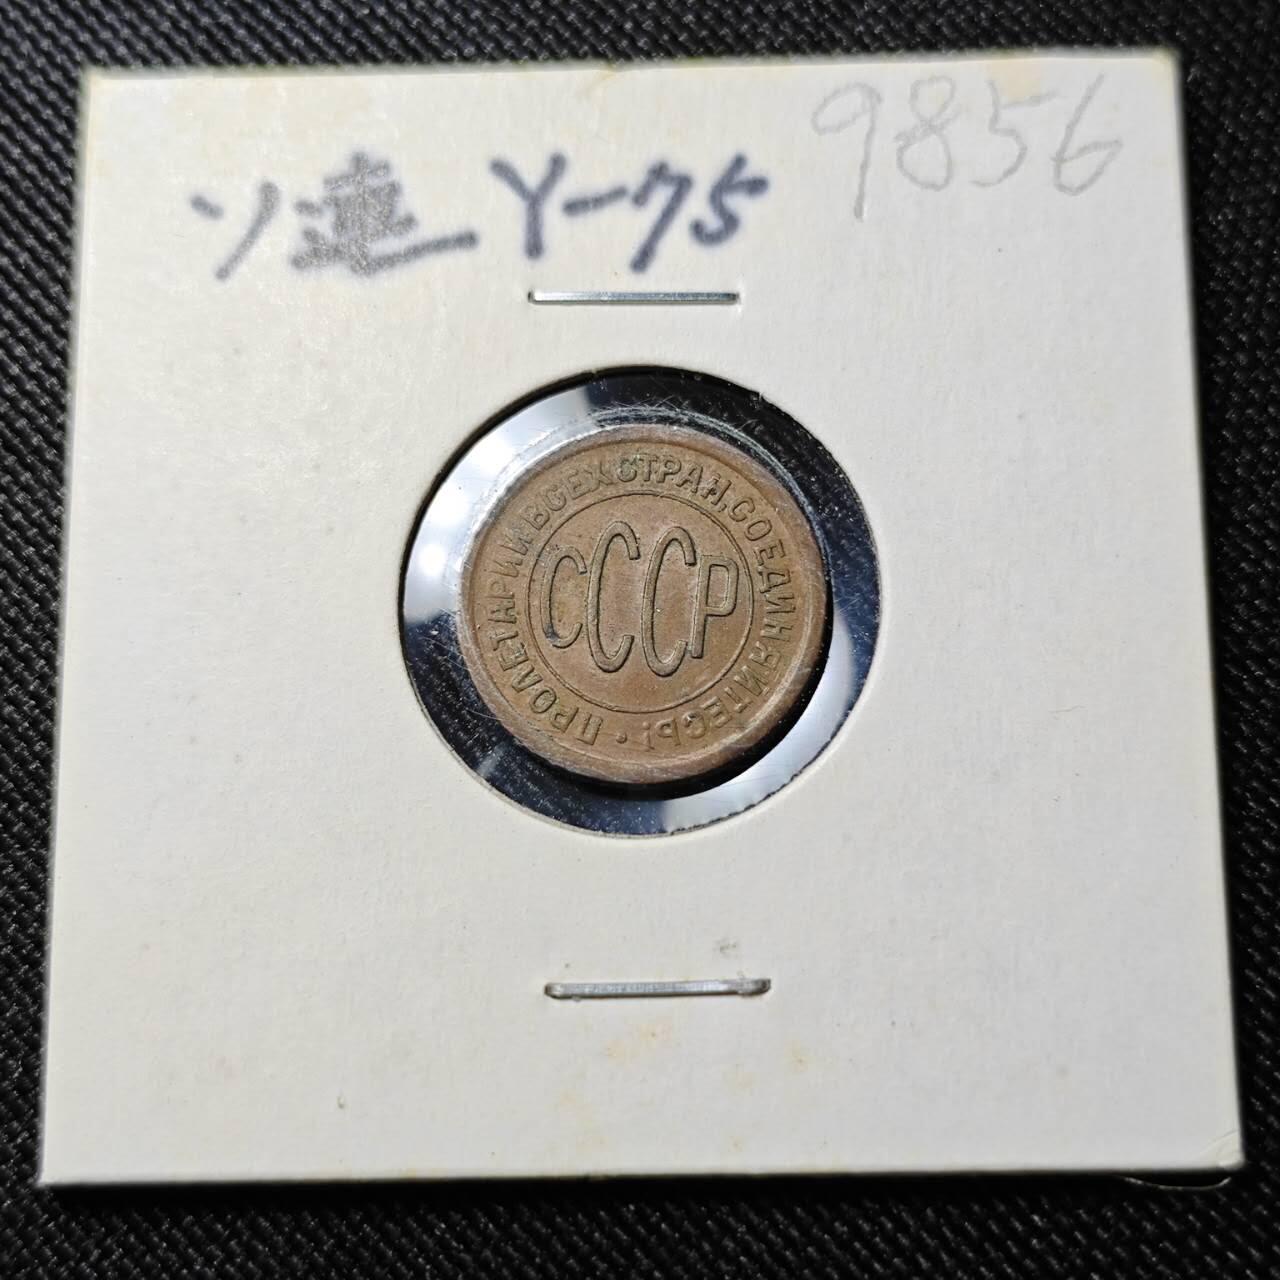 9856
ソ連 Y-75
ПРОЛЕТАРИИ ВСЕХ СТРАН, СОЕДИНЯЙТЕСЬ!
СССР